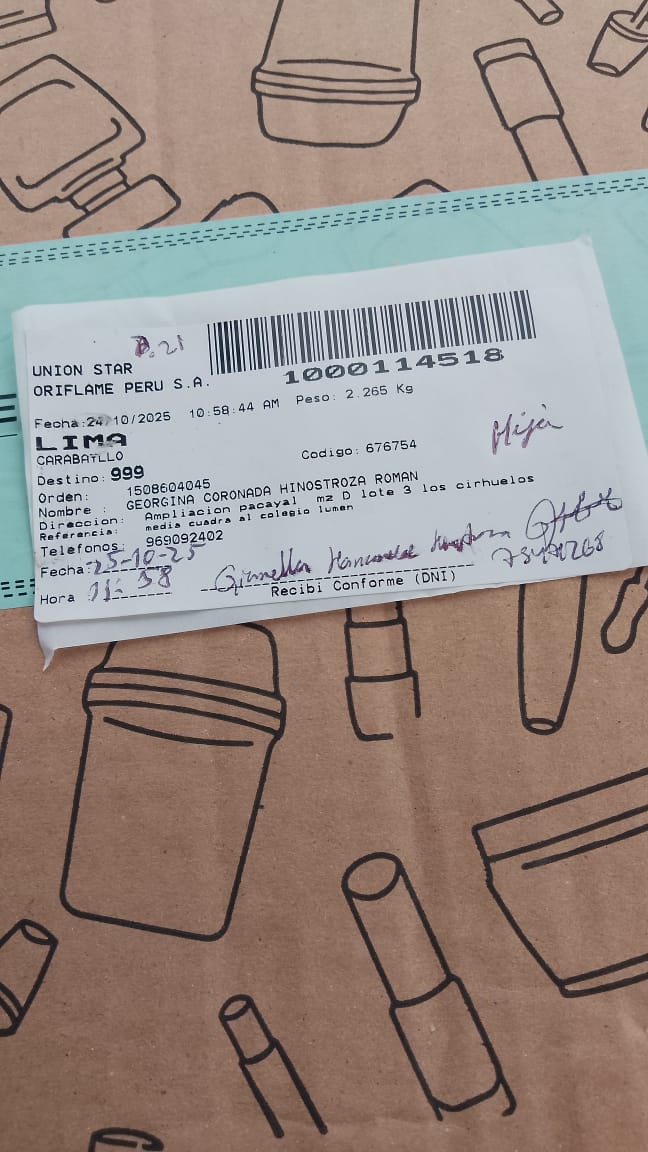 B.21
UNION STAR
ORIFLAME PERU S.A.
1000114518
Fecha:24/10/2025 10:58:44 AM Peso: 2.265 Kg
LIMA
CARABAYLLO
Codigo: 676754
Hija
Destino: 999
Orden: 1508604045
Nombre : GEORGINA CORONADA HINOSTROZA ROMAN
Direccion: Ampliacion pacayal mz D lote 3 los cirhuelos
Referencia: media cuadra al colegio lumen
Telefonos: 969092402
Fecha:25-10-25
Hora 11:38
Recibi Conforme (DNI)